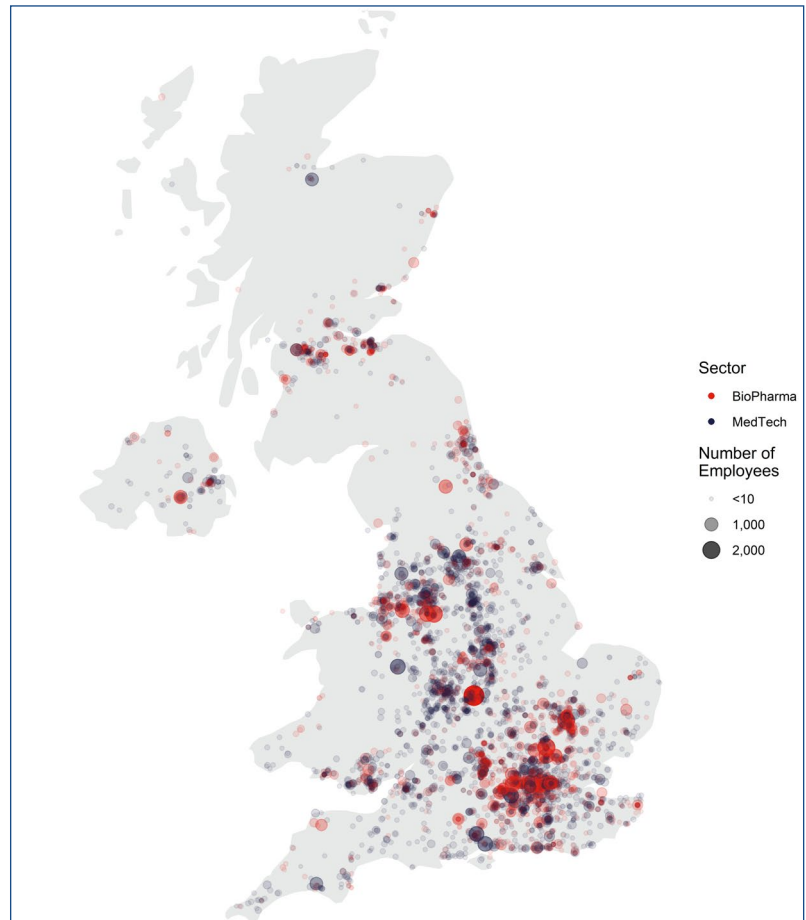 Sector
BioPharma
MedTech
Number of
Employees
<10
1,000
2,000